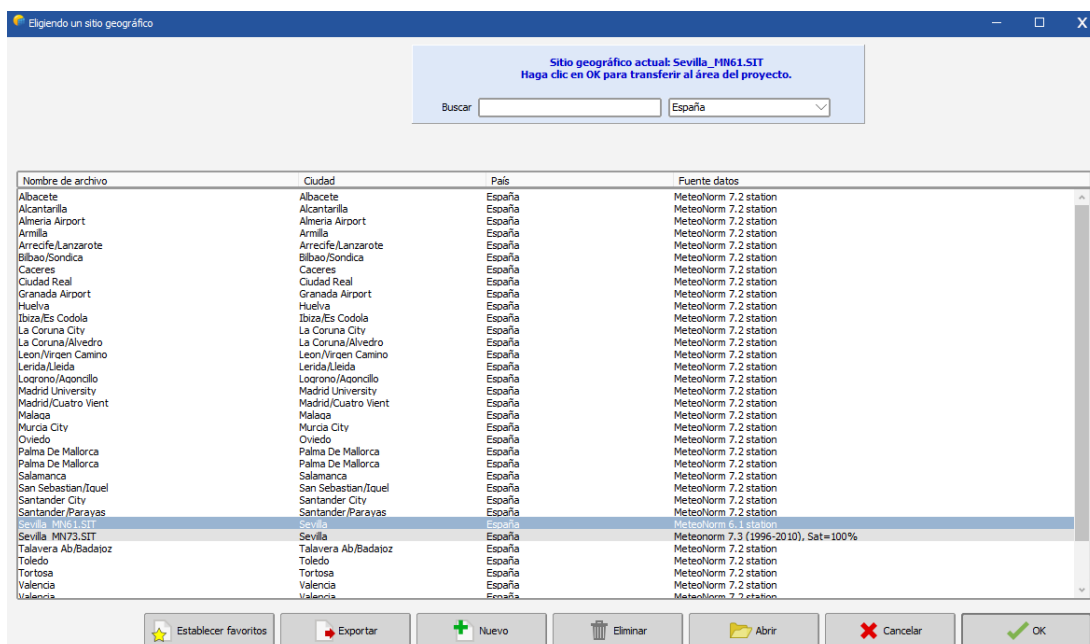 Eligiendo un sitio geográfico
Sitio geográfico actual: Sevilla_MN61.SIT
Haga clic en OK para transferir al área del proyecto.
Buscar España
Nombre de archivo Ciudad País Fuente datos
Albacete Albacete España MeteoNorm 7.2 station
Alcantarilla Alcantarilla España MeteoNorm 7.2 station
Almeria Airport Almeria Airport España MeteoNorm 7.2 station
Armilla Armilla España MeteoNorm 7.2 station
Arrecife/Lanzarote Arrecife/Lanzarote España MeteoNorm 7.2 station
Bilbao/Sondica Bilbao/Sondica España MeteoNorm 7.2 station
Caceres Caceres España MeteoNorm 7.2 station
Ciudad Real Ciudad Real España MeteoNorm 7.2 station
Granada Airport Granada Airport España MeteoNorm 7.2 station
Huelva Huelva España MeteoNorm 7.2 station
Ibiza/Es Codola Ibiza/Es Codola España MeteoNorm 7.2 station
La Coruna City La Coruna City España MeteoNorm 7.2 station
La Coruna/Alvedro La Coruna/Alvedro España MeteoNorm 7.2 station
Leon/Virgen Camino Leon/Virgen Camino España MeteoNorm 7.2 station
Lerida/Lleida Lerida/Lleida España MeteoNorm 7.2 station
Logrono/Agoncillo Logrono/Agoncillo España MeteoNorm 7.2 station
Madrid University Madrid University España MeteoNorm 7.2 station
Madrid/Cuatro Vient Madrid/Cuatro Vient España MeteoNorm 7.2 station
Malaga Malaga España MeteoNorm 7.2 station
Murcia City Murcia City España MeteoNorm 7.2 station
Oviedo Oviedo España MeteoNorm 7.2 station
Palma De Mallorca Palma De Mallorca España MeteoNorm 7.2 station
Palma De Mallorca Palma De Mallorca España MeteoNorm 7.2 station
Salamanca Salamanca España MeteoNorm 7.2 station
San Sebastian/Iguel San Sebastian/Iguel España MeteoNorm 7.2 station
Santander City Santander City España MeteoNorm 7.2 station
Santander/Parayas Santander/Parayas España MeteoNorm 7.2 station
Sevilla_MN61.SIT Sevilla España MeteoNorm 6.1 station
Sevilla_MN73.SIT Sevilla España Meteonorm 7.3 (1996-2010), Sat=100%
Talavera Ab/Badajoz Talavera Ab/Badajoz España MeteoNorm 7.2 station
Toledo Toledo España MeteoNorm 7.2 station
Tortosa Tortosa España MeteoNorm 7.2 station
Valencia Valencia España MeteoNorm 7.2 station
Valencia Valencia España MeteoNorm 7.2 station
Establecer favoritos Exportar Nuevo Eliminar Abrir Cancelar OK